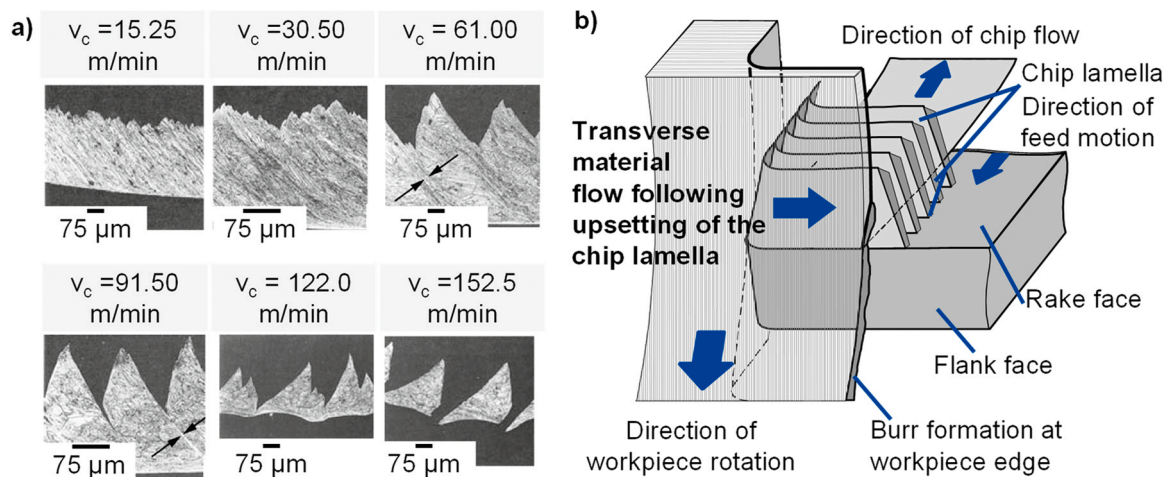 a)
v_c =15.25
m/min
v_c =30.50
m/min
v_c =61.00
m/min
75 µm
75 µm
75 µm
v_c =91.50
m/min
v_c = 122.0
m/min
v_c = 152.5
m/min
75 µm
75 µm
75 µm
b)
Direction of chip flow
Chip lamella
Direction of
feed motion
Transverse
material
flow following
upsetting of the
chip lamella
Rake face
Flank face
Direction of
workpiece rotation
Burr formation at
workpiece edge